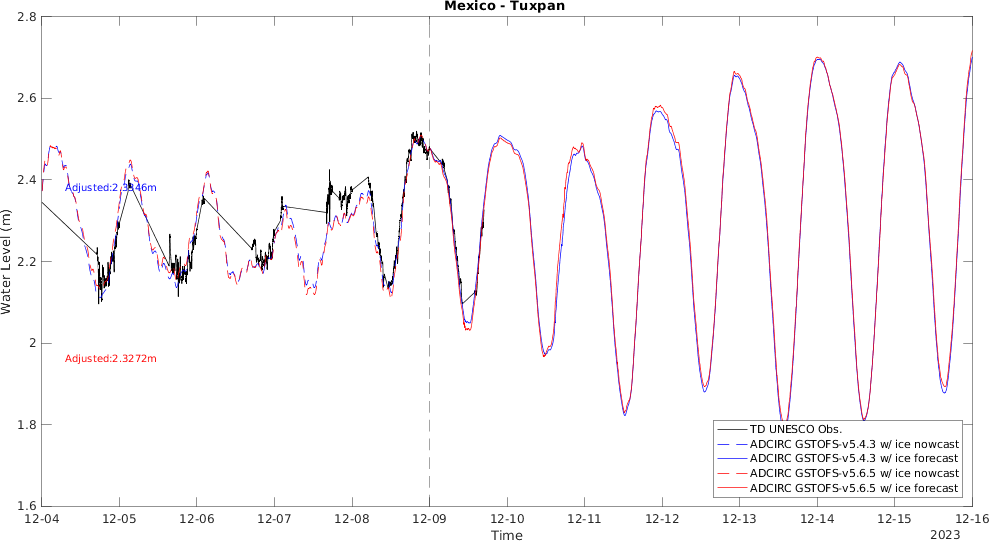 Mexico - Tuxpan
2.8
2.6
2.4
2.2
2
1.8
1.6
Water Level (m)
Adjusted:2.3346m
Adjusted:2.3272m
TD UNESCO Obs.
ADCIRC GSTOFS-v5.4.3 w/ ice nowcast
ADCIRC GSTOFS-v5.4.3 w/ ice forecast
ADCIRC GSTOFS-v5.6.5 w/ ice nowcast
ADCIRC GSTOFS-v5.6.5 w/ ice forecast
12-04 12-05 12-06 12-07 12-08 12-09 12-10 12-11 12-12 12-13 12-14 12-15 12-16
Time
2023